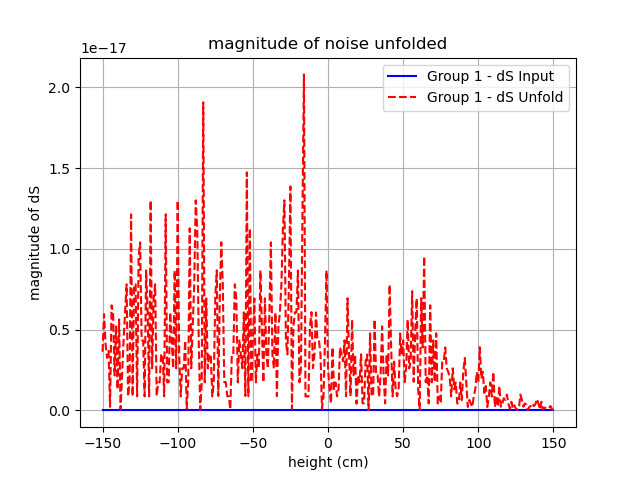 magnitude of noise unfolded
1e−17
Group 1 - dS Input
Group 1 - dS Unfold
2.0
1.5
1.0
0.5
0.0
magnitude of dS
−150 −100 −50 0 50 100 150
height (cm)